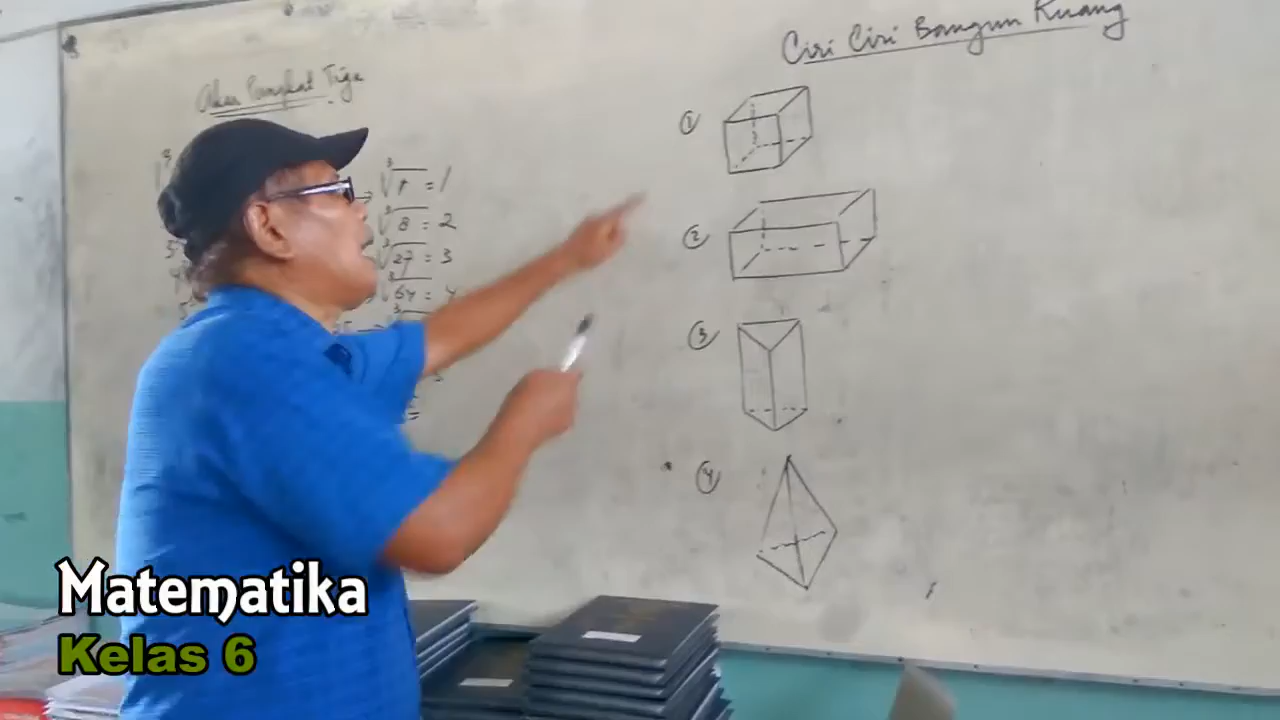 Akar Pangkat Tiga
∛1 = 1
∛8 = 2
∛27 = 3
∛64 = 4
Ciri Ciri Bangun Ruang
①
②
③
④
Matematika
Kelas 6